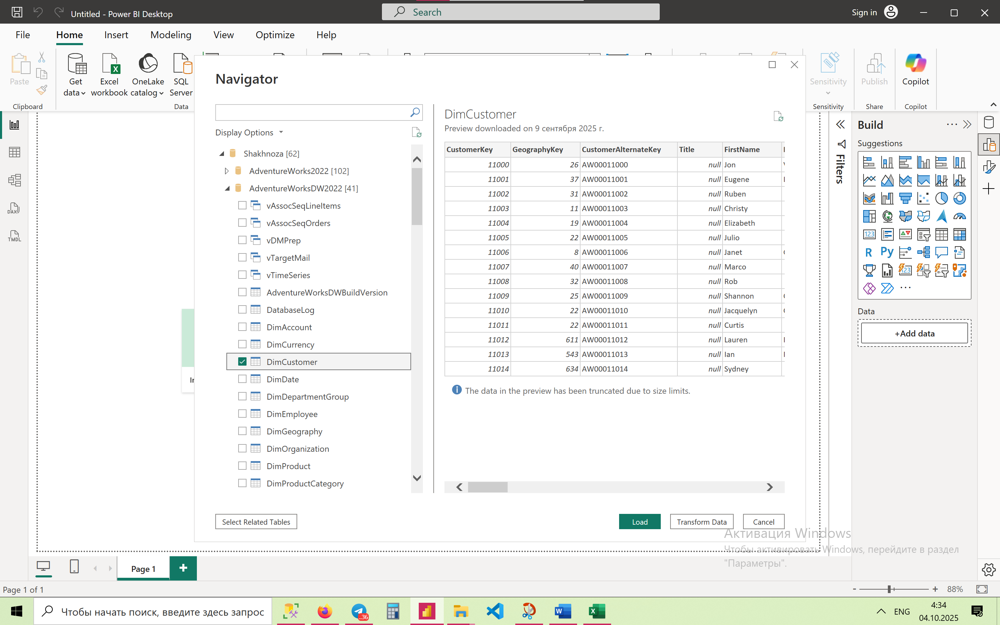 Untitled - Power BI Desktop
Search
Sign in
File
Home
Insert
Modeling
View
Optimize
Help
Paste
Get data
Excel workbook
OneLake catalog
SQL Server
Sensitivity
Publish
Copilot
Clipboard
Data
Sensitivity
Share
Copilot
Navigator
Display Options
Shakhnoza [62]
AdventureWorks2022 [102]
AdventureWorksDW2022 [41]
vAssocSeqLineItems
vAssocSeqOrders
vDMPrep
vTargetMail
vTimeSeries
AdventureWorksDWBuildVersion
DatabaseLog
DimAccount
DimCurrency
DimCustomer
DimDate
DimDepartmentGroup
DimEmployee
DimGeography
DimOrganization
DimProduct
DimProductCategory
DimCustomer
Preview downloaded on 9 сентября 2025 г.
CustomerKey GeographyKey CustomerAlternateKey Title FirstName
11000 26 AW00011000 null Jon
11001 37 AW00011001 null Eugene
11002 31 AW00011002 null Ruben
11003 11 AW00011003 null Christy
11004 19 AW00011004 null Elizabeth
11005 22 AW00011005 null Julio
11006 8 AW00011006 null Janet
11007 40 AW00011007 null Marco
11008 32 AW00011008 null Rob
11009 25 AW00011009 null Shannon
11010 22 AW00011010 null Jacquelyn
11011 22 AW00011011 null Curtis
11012 611 AW00011012 null Lauren
11013 543 AW00011013 null Ian
11014 634 AW00011014 null Sydney
The data in the preview has been truncated due to size limits.
Select Related Tables
Load
Transform Data
Cancel
Filters
Build
Suggestions
123
R Py
123
Data
+Add data
DAX
TMDL
Активация Windows
Чтобы активировать Windows, перейдите в раздел
"Параметры".
Page 1
Page 1 of 1
88%
Чтобы начать поиск, введите здесь запрос
..36
ENG
4:34
04.10.2025